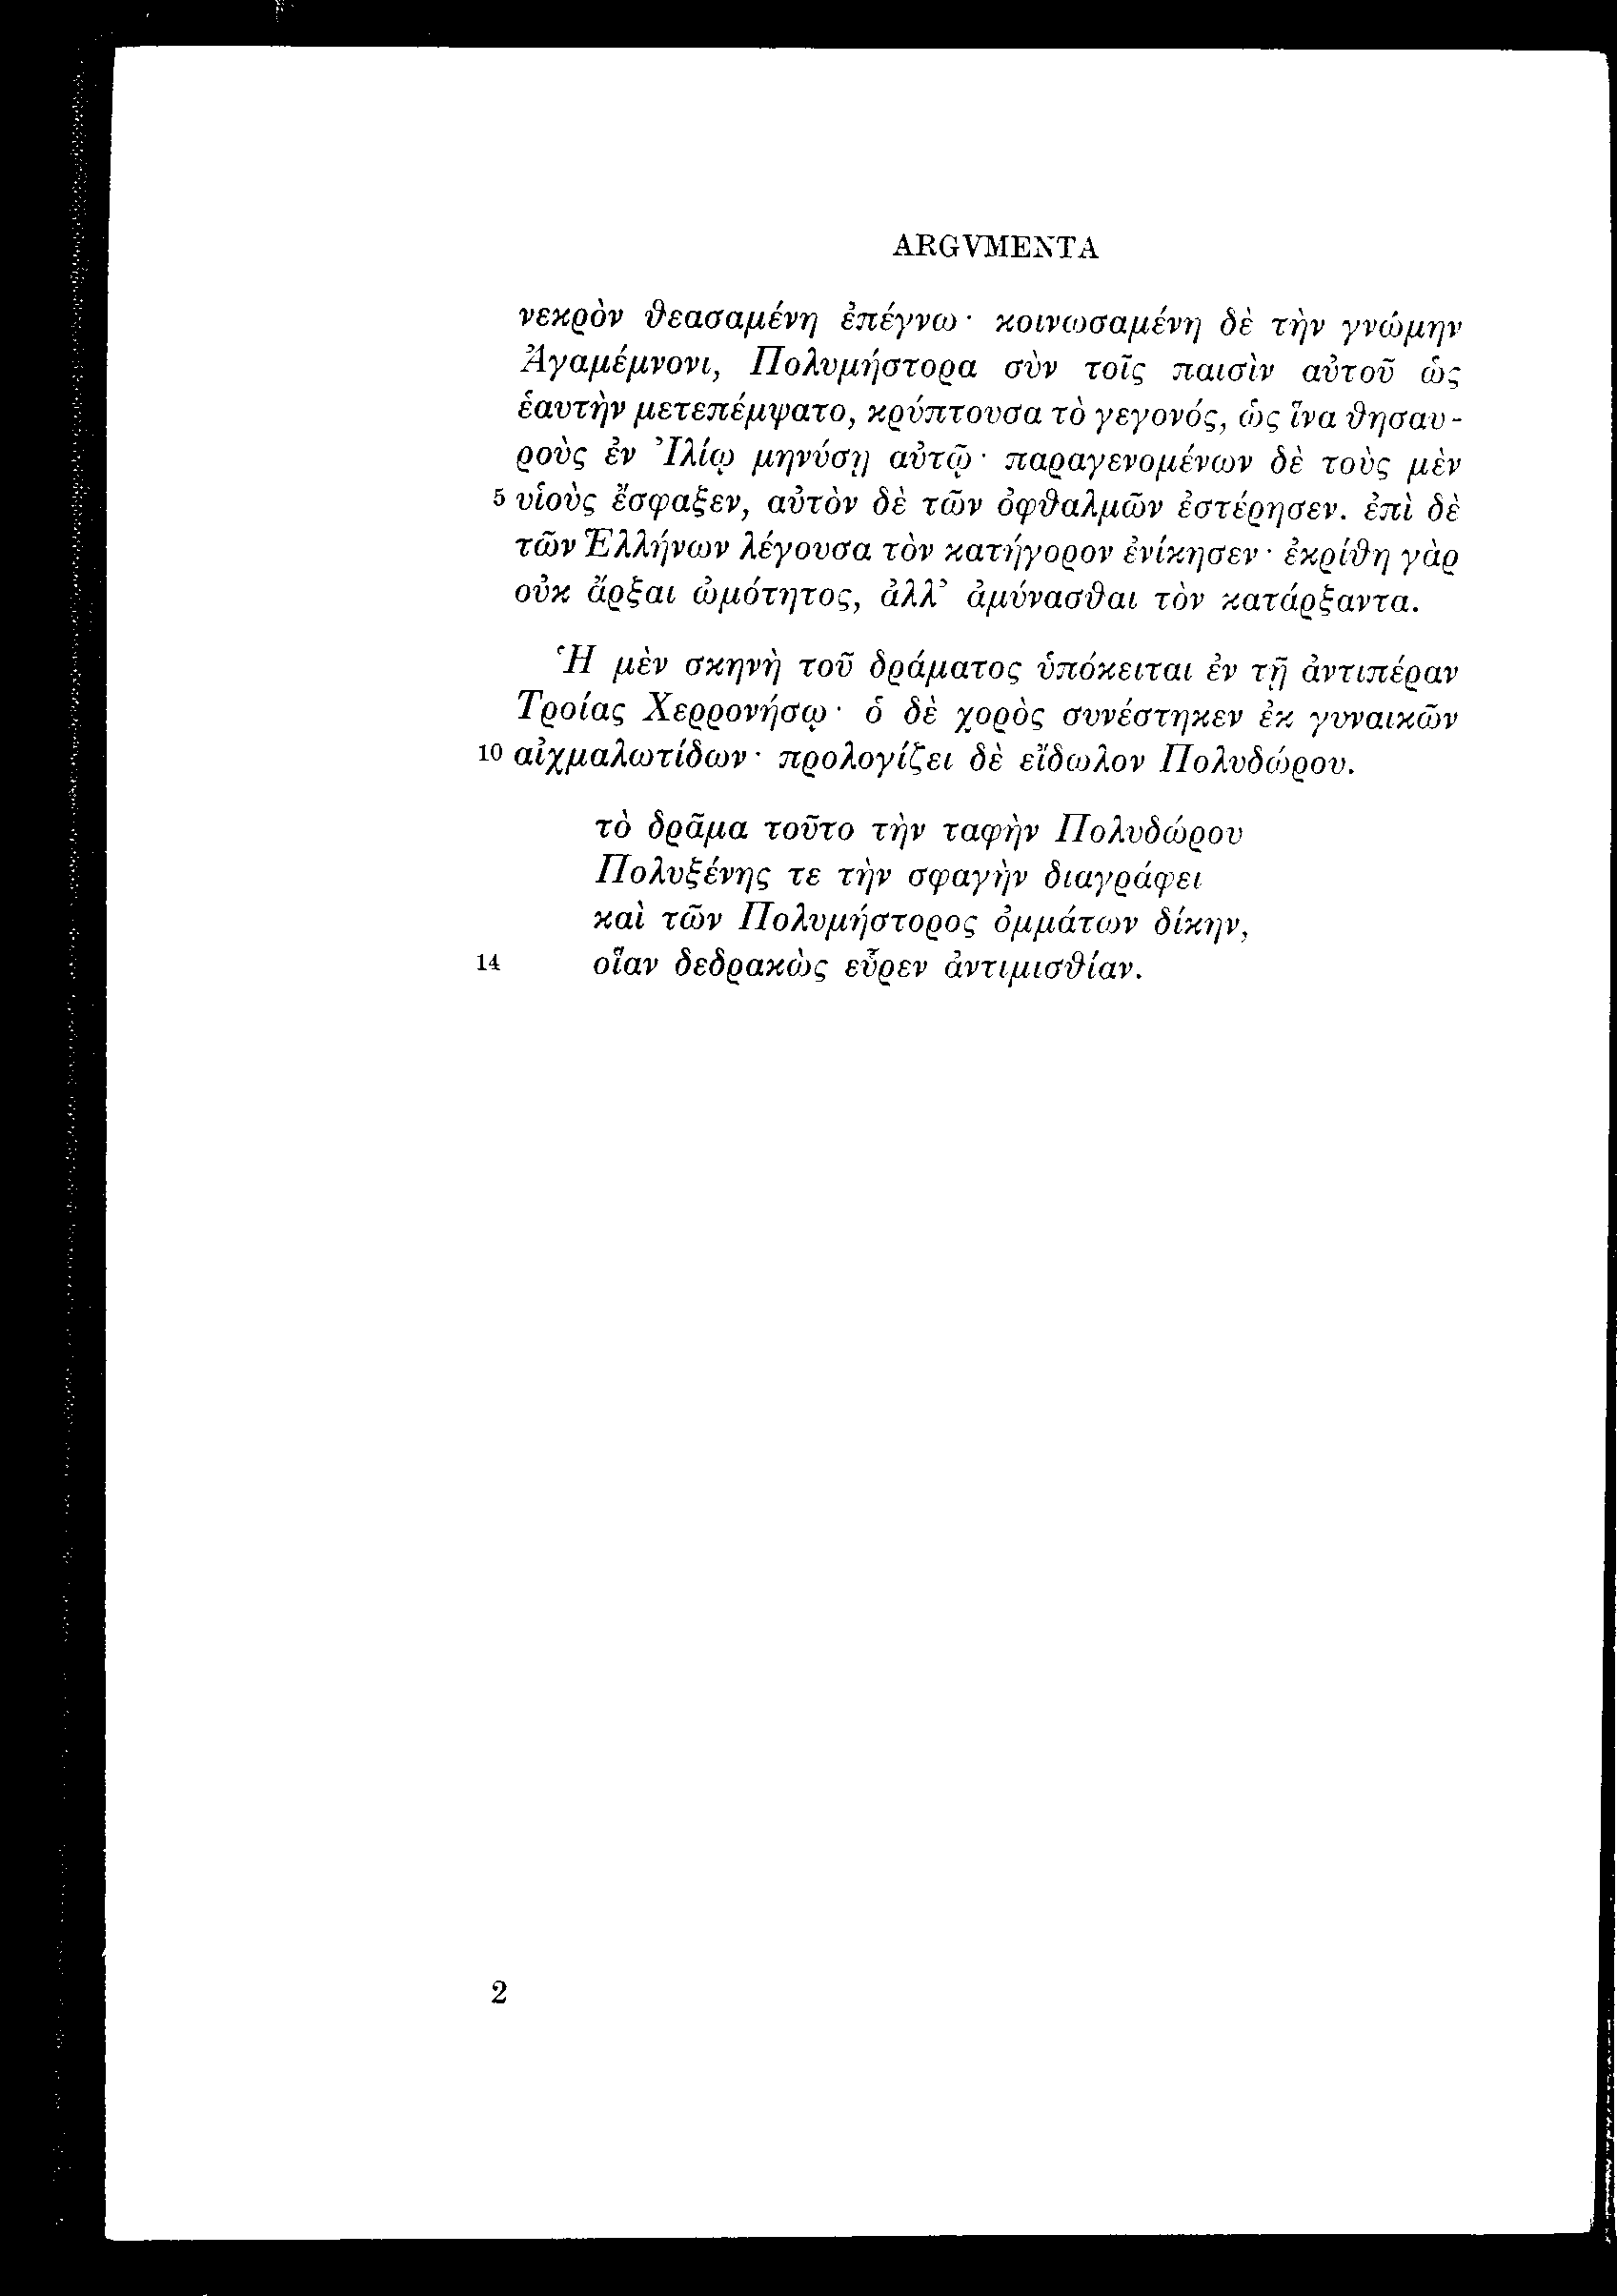 ARGVMENTA
νεκρὸν θεασαμένη ἐπέγνω· κοινωσαμένη δὲ τὴν γνώμην
Ἀγαμέμνονι, Πολυμήστορα σὺν τοῖς παισὶν αὐτοῦ ὡς
ἑαυτὴν μετεπέμψατο, κρύπτουσα τὸ γεγονός, ὡς ἵνα θησαυ-
ροὺς ἐν Ἰλίῳ μηνύσῃ αὐτῷ· παραγενομένων δὲ τοὺς μὲν
5 υἱοὺς ἔσφαξεν, αὐτὸν δὲ τῶν ὀφθαλμῶν ἐστέρησεν. ἐπὶ δὲ
τῶν Ἑλλήνων λέγουσα τὸν κατήγορον ἐνίκησεν· ἐκρίθη γὰρ
οὐκ ἄρξαι ὠμότητος, ἀλλ’ ἀμύνασθαι τὸν κατάρξαντα.
Ἡ μὲν σκηνὴ τοῦ δράματος ὑπόκειται ἐν τῇ ἀντιπέραν
Τροίας Χερρονήσῳ· ὁ δὲ χορὸς συνέστηκεν ἐκ γυναικῶν
10 αἰχμαλωτίδων· προλογίζει δὲ εἴδωλον Πολυδώρου.
τὸ δρᾶμα τοῦτο τὴν ταφὴν Πολυδώρου
Πολυξένης τε τὴν σφαγὴν διαγράφει
καὶ τῶν Πολυμήστορος ὀμμάτων δίκην,
14 οἵαν δεδρακὼς εὗρεν ἀντιμισθίαν.
2